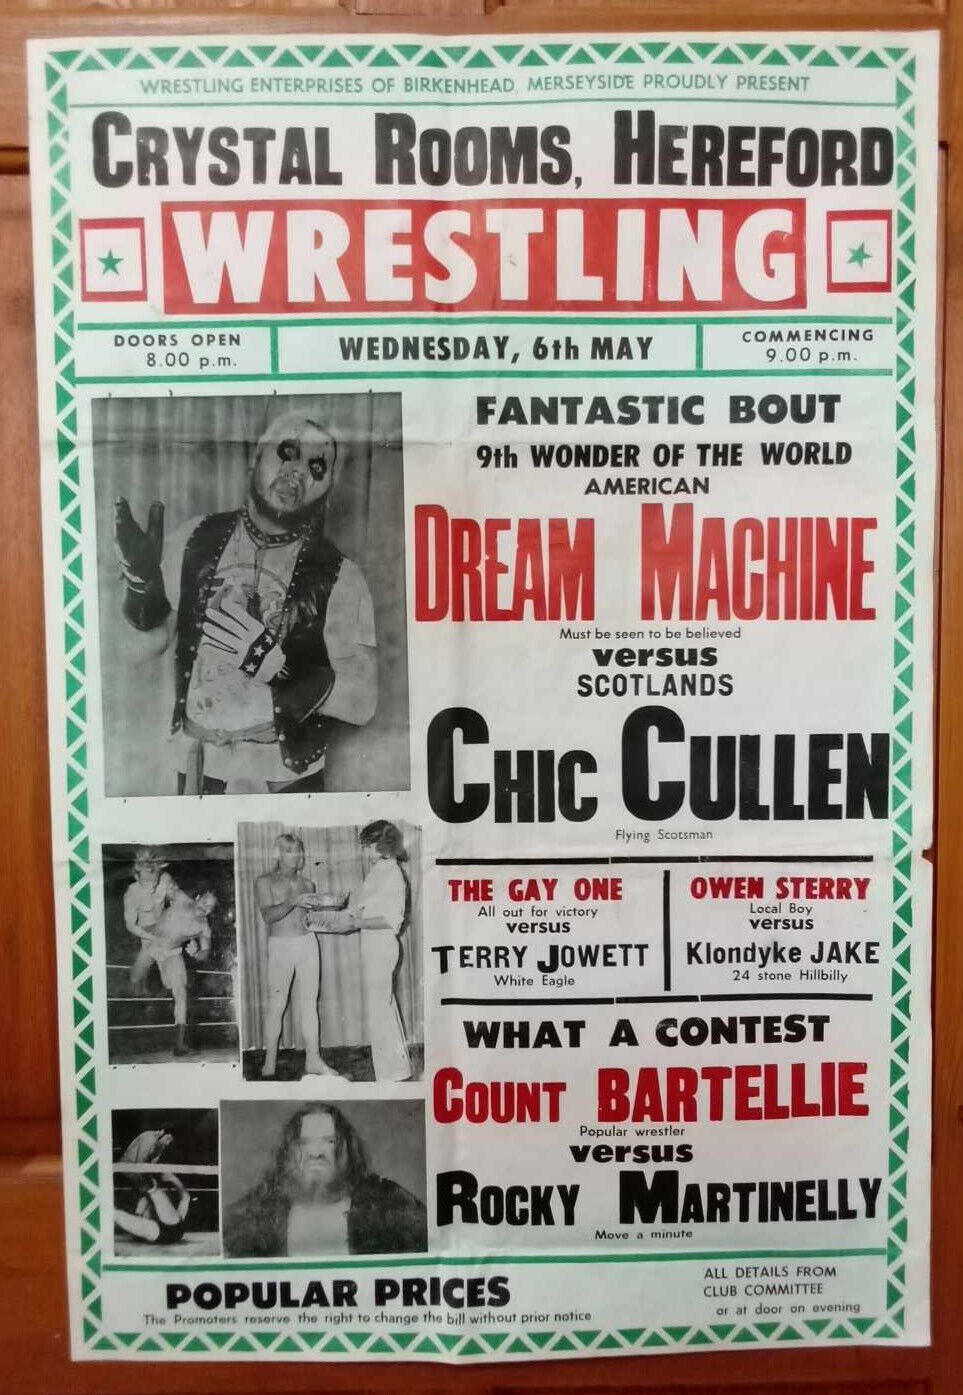 WRESTLING ENTERPRISES OF BIRKENHEAD, MERSEYSIDE PROUDLY PRESENT
CRYSTAL ROOMS, HEREFORD
WRESTLING
DOORS OPEN
8.00 p.m.
WEDNESDAY, 6th MAY
COMMENCING
9.00 p.m.
FANTASTIC BOUT
9th WONDER OF THE WORLD
AMERICAN
DREAM MACHINE
Must be seen to be believed
versus
SCOTLANDS
CHIC CULLEN
Flying Scotsman
THE GAY ONE
All out for victory
versus
TERRY JOWETT
White Eagle
OWEN STERRY
Local Boy
versus
Klondyke JAKE
24 stone Hillbilly
WHAT A CONTEST
COUNT BARTELLIE
Popular wrestler
versus
ROCKY MARTINELLY
Move a minute
POPULAR PRICES
The Promoters reserve the right to change the bill without prior notice
ALL DETAILS FROM
CLUB COMMITTEE
or at door on evening